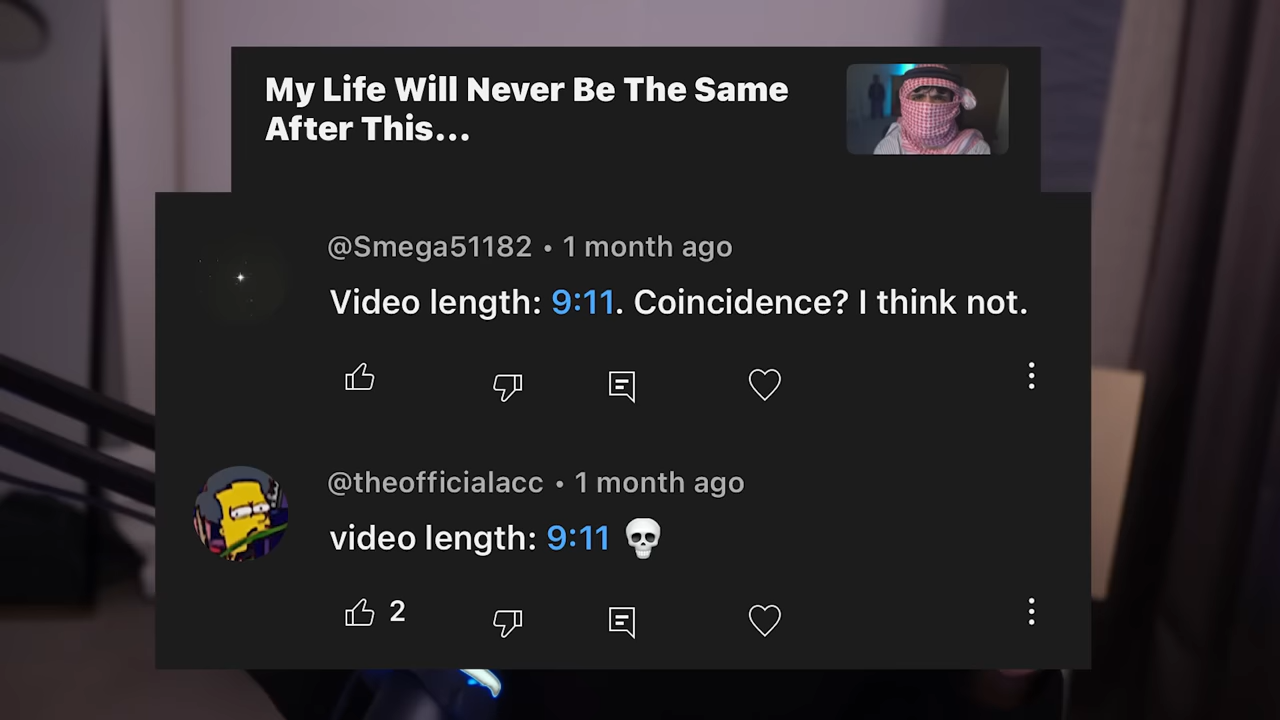 My Life Will Never Be The Same
After This...
@Smega51182 • 1 month ago
Video length: 9:11. Coincidence? I think not.
@theofficialacc • 1 month ago
video length: 9:11 💀
2